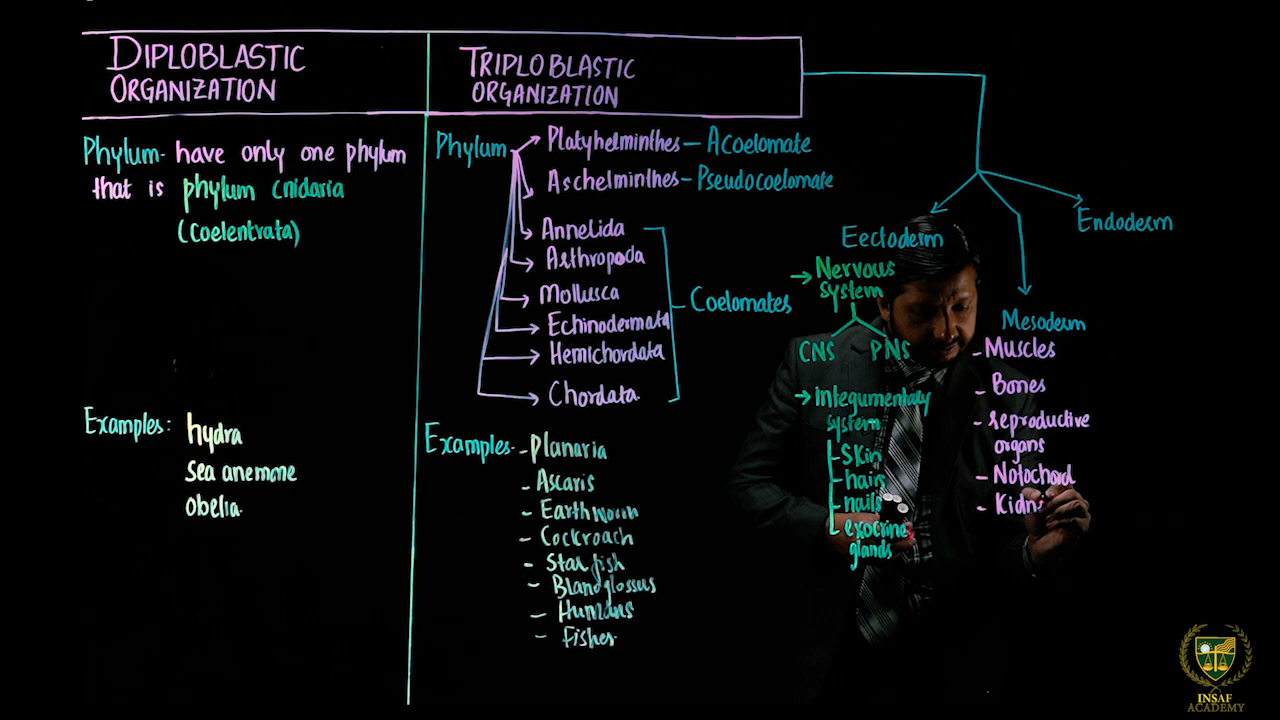 DIPLOBLASTIC
ORGANIZATION
TRIPLOBLASTIC
ORGANIZATION
Phylum- have only one phylum
that is phylum cnidaria
(coelentrata)
Examples: hydra
sea anemone
obelia.
Phylum
Platyhelminthes - Acoelomate
Aschelminthes - Pseudocoelomate
Annelida
Arthropoda
Mollusca
Echinodermata
Hemichordata
Chordata.
Coelomates
Examples - - Planaria
- Ascaris
- Earthworm
- Cockroach
- Star fish
- Blanoglossus
- Humans
- Fishes.
Eectoderm
→ Nervous
system
CNS PNS
→ integumentary
system
- Skin
- hairs
- nails
- exocrine
glands
Mesoderm
- Muscles
- Bones
- reproductive
organs
- Notochord
- Kidn
Endoderm
INSAF
ACADEMY